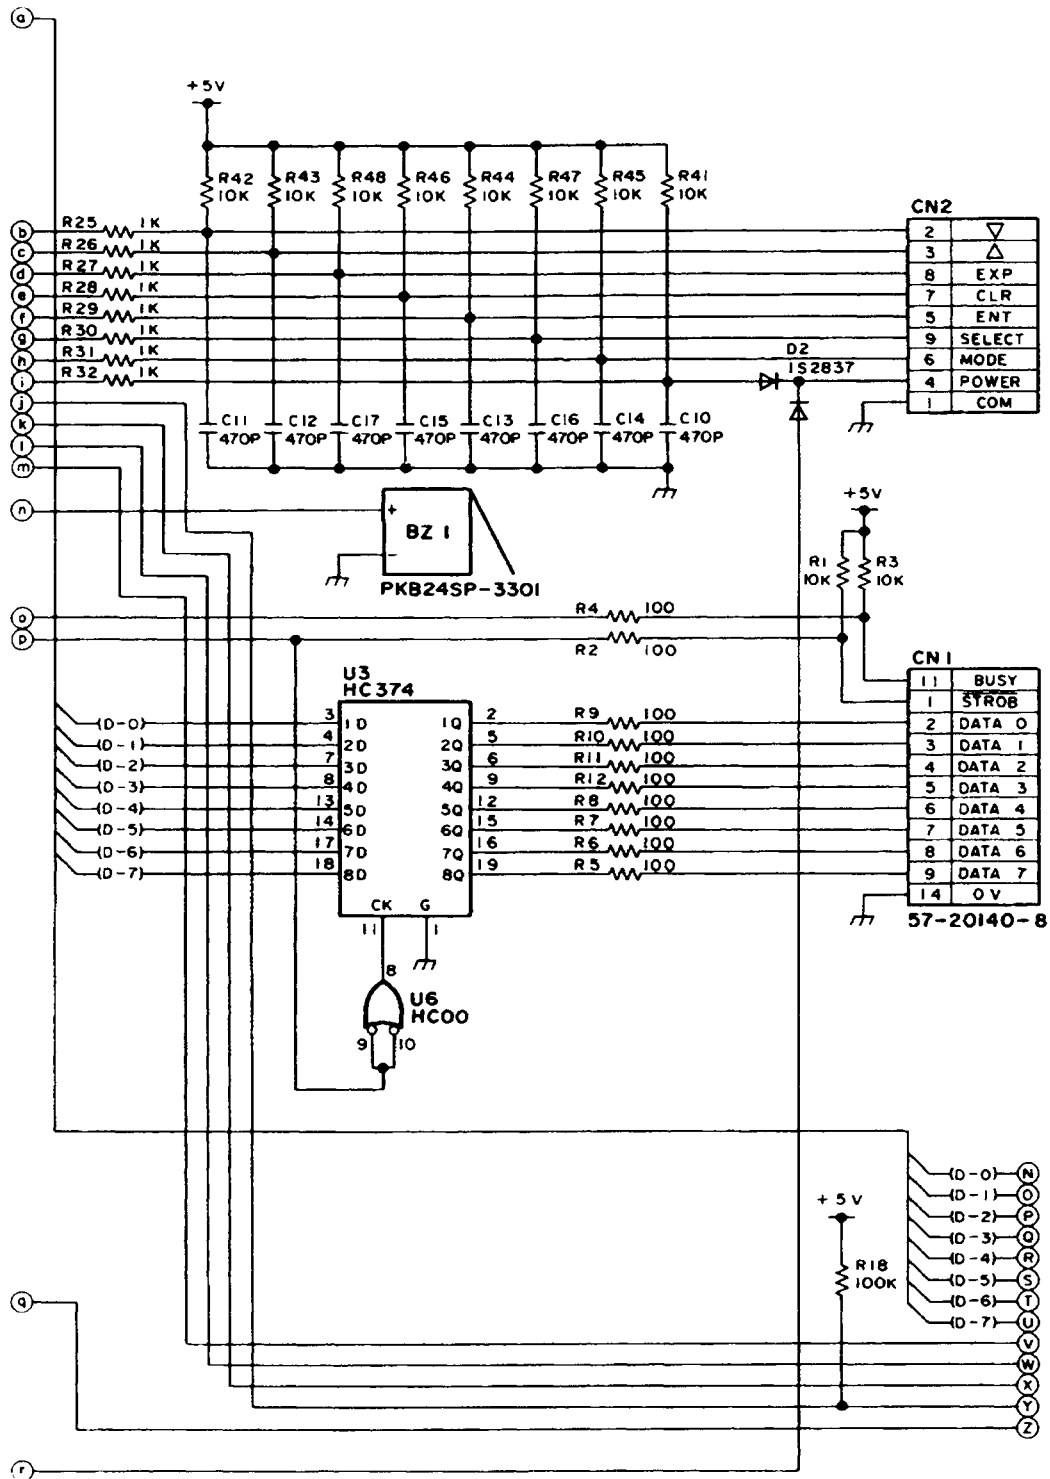 a
+5V
R42 10K
R43 10K
R48 10K
R46 10K
R44 10K
R47 10K
R45 10K
R41 10K
CN2
b R25 1K 2 ▽
c R26 1K 3 △
d R27 1K 8 EXP
e R28 1K 7 CLR
f R29 1K 5 ENT
g R30 1K 9 SELECT
h R31 1K 6 MODE
i R32 1K 4 POWER
1 COM
D2
1S2837
j
k
l
m
C11 470P
C12 470P
C17 470P
C15 470P
C13 470P
C16 470P
C14 470P
C10 470P
n
+
BZ 1
-
PKB24SP-3301
+5V
R1 10K
R3 10K
o R4 100
p R2 100
CN1
11 BUSY
1 STROB
U3
HC374
(D-0) 3 1D 1Q 2 R9 100 2 DATA 0
(D-1) 4 2D 2Q 5 R10 100 3 DATA 1
(D-2) 7 3D 3Q 6 R11 100 4 DATA 2
(D-3) 8 4D 4Q 9 R12 100 5 DATA 3
(D-4) 13 5D 5Q 12 R8 100 6 DATA 4
(D-5) 14 6D 6Q 15 R7 100 7 DATA 5
(D-6) 17 7D 7Q 16 R6 100 8 DATA 6
(D-7) 18 8D 8Q 19 R5 100 9 DATA 7
14 0V
57-20140-8
CK G
11 1
8
U6
HC00
9 10
(D-0) N
(D-1) O
(D-2) P
(D-3) Q
(D-4) R
(D-5) S
(D-6) T
(D-7) U
+5V
R18
100K
q
V
W
X
Y
Z
r